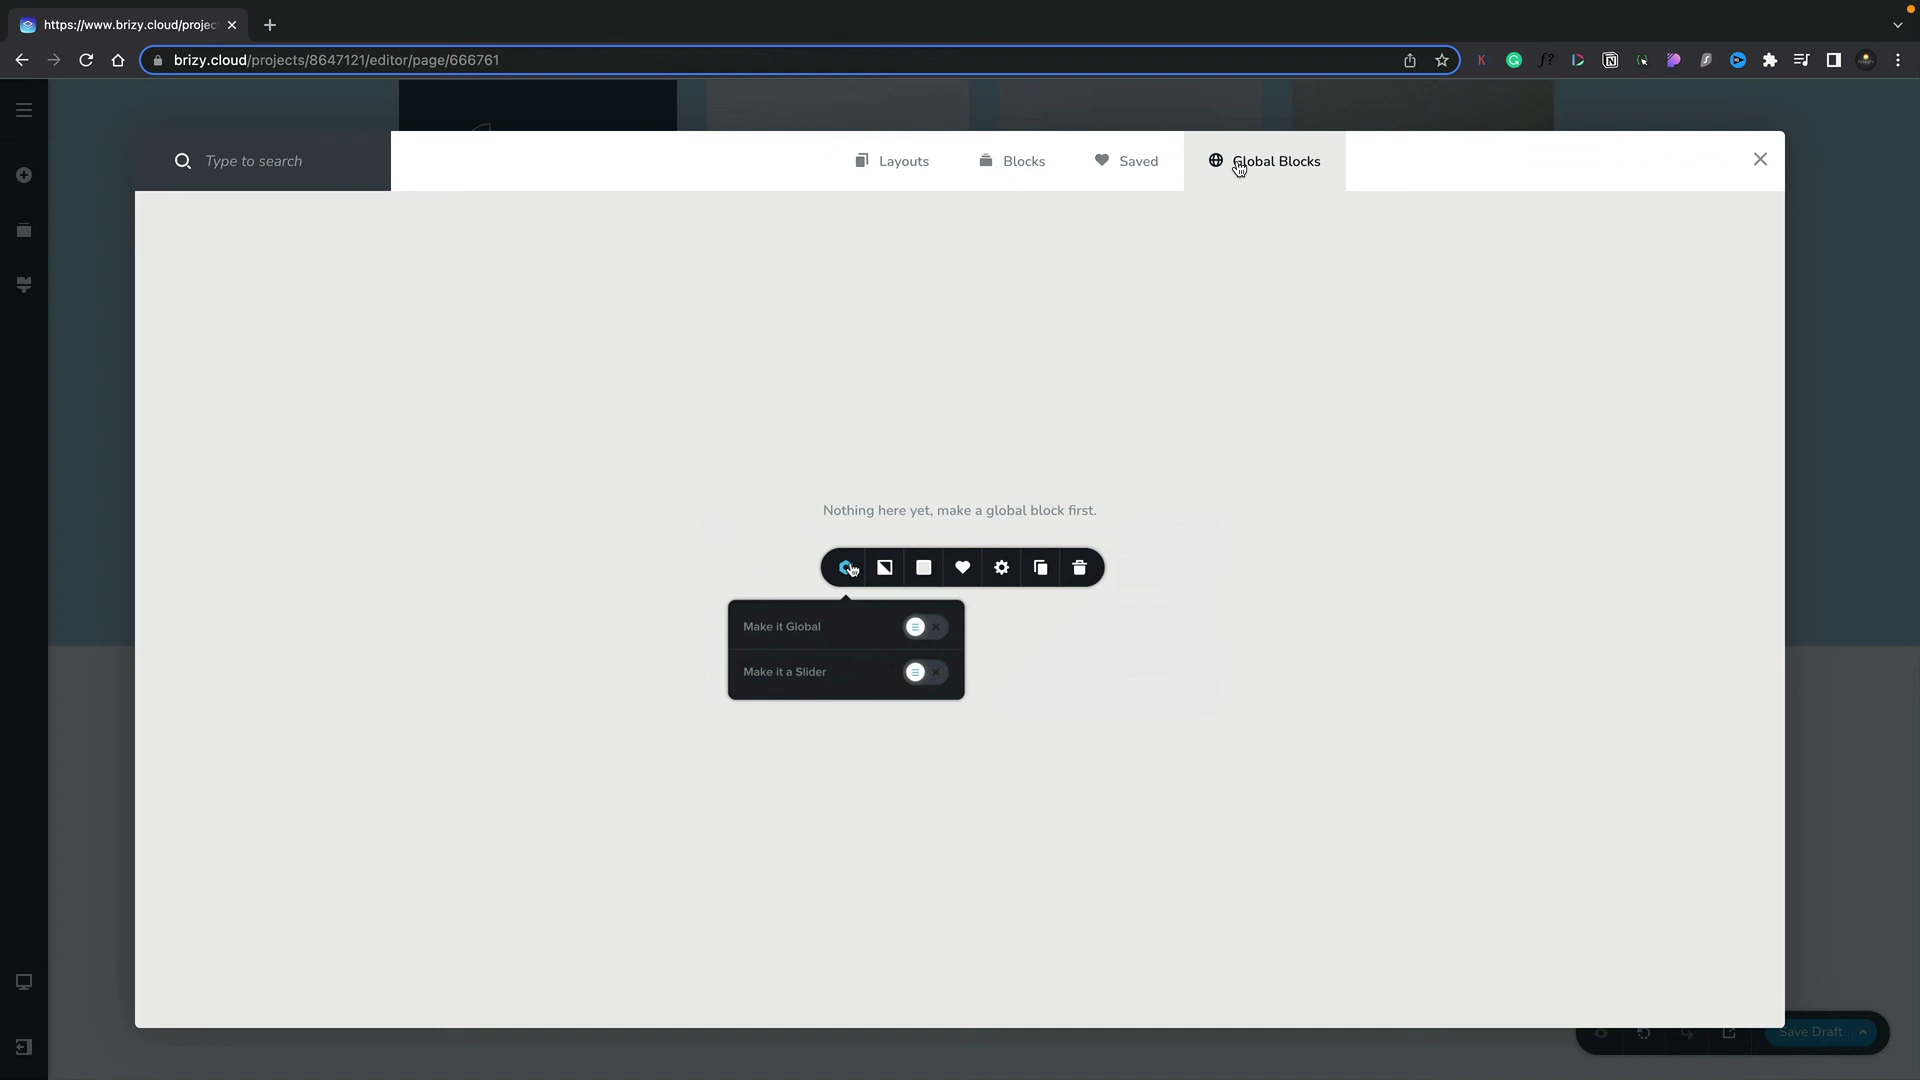 https://www.brizy.cloud/projec
brizy.cloud/projects/8647121/editor/page/666761
Type to search
Layouts
Blocks
Saved
Global Blocks
Nothing here yet, make a global block first.
Make it Global
Make it a Slider
Save Draft